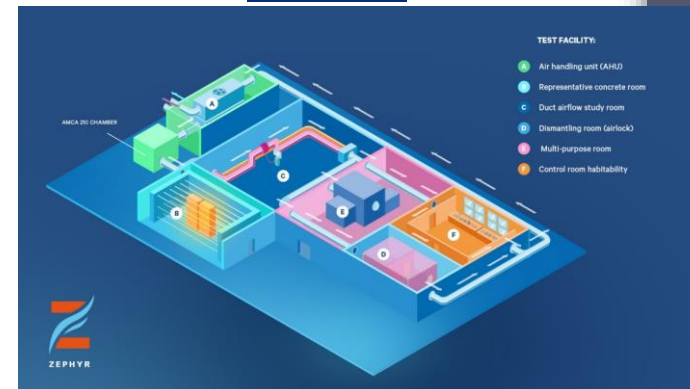 TEST FACILITY:
A Air handling unit (AHU)
B Representative concrete room
C Duct airflow study room
D Dismantling room (airlock)
E Multi-purpose room
F Control room habitability
AMCA 210 CHAMBER
A
B
C
E
D
F
ZEPHYR